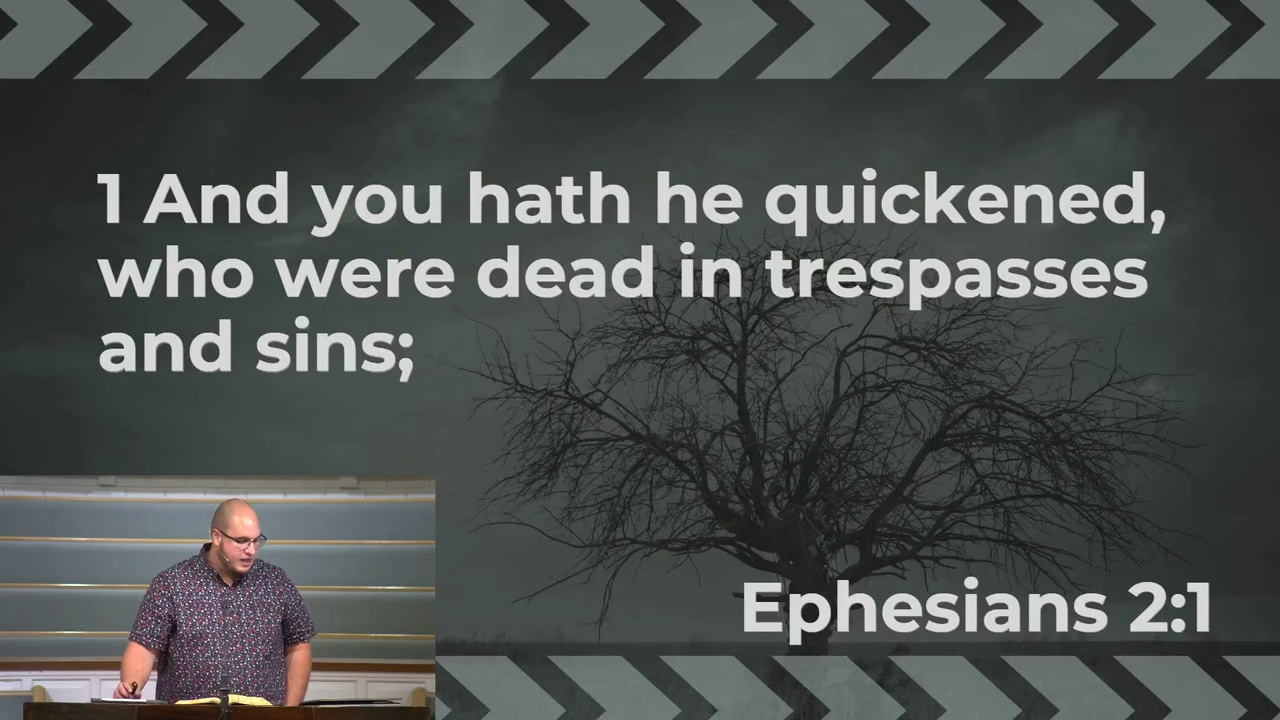 1 And you hath he quickened,
who were dead in trespasses
and sins;
Ephesians 2:1